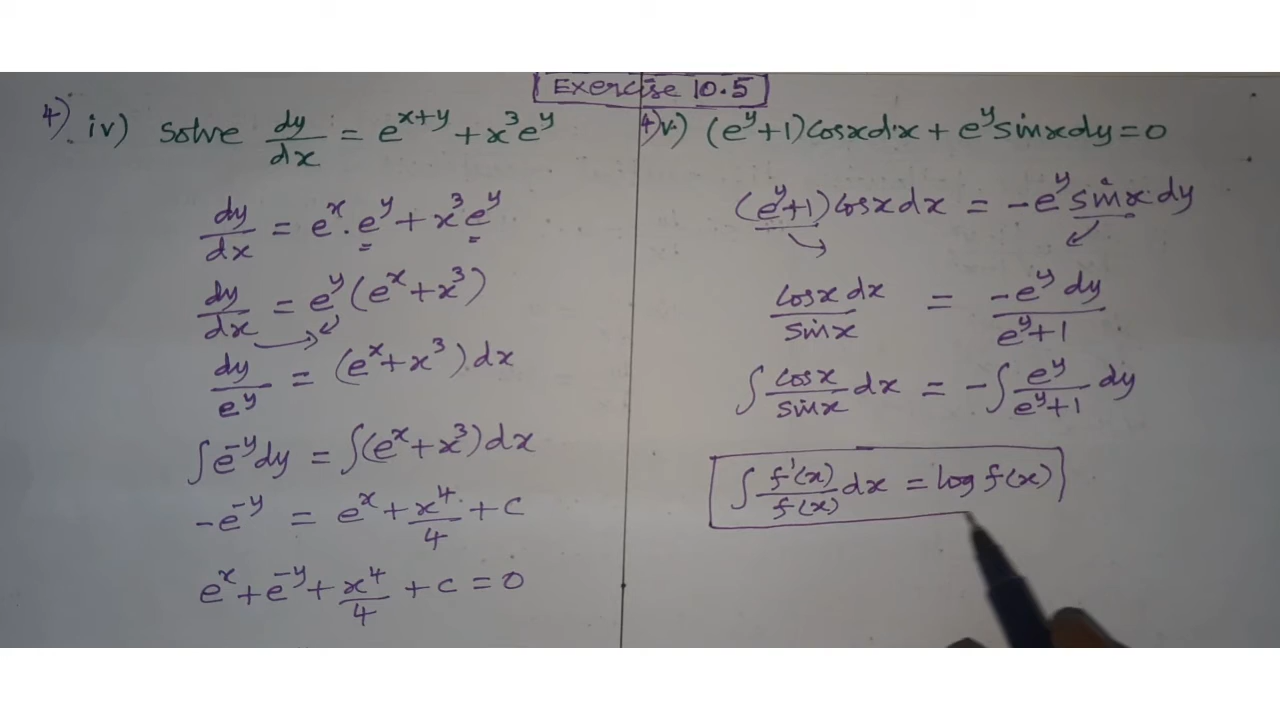 Exercise 10.5
4) iv) Solve dy/dx = e^(x+y) + x³e^y
dy/dx = e^x . e^y + x³e^y
dy/dx = e^y (e^x + x³)
dy/e^y = (e^x + x³) dx
∫e^(-y) dy = ∫(e^x + x³) dx
-e^(-y) = e^x + x⁴/4 + c
e^x + e^(-y) + x⁴/4 + c = 0
4) v) (e^y + 1) cosx dx + e^y sinx dy = 0
(e^y + 1) cosx dx = -e^y sinx dy
cosx dx/sinx = -e^y dy/(e^y + 1)
∫ cosx/sinx dx = -∫ e^y/(e^y + 1) dy
∫ f'(x)/f(x) dx = log f(x)